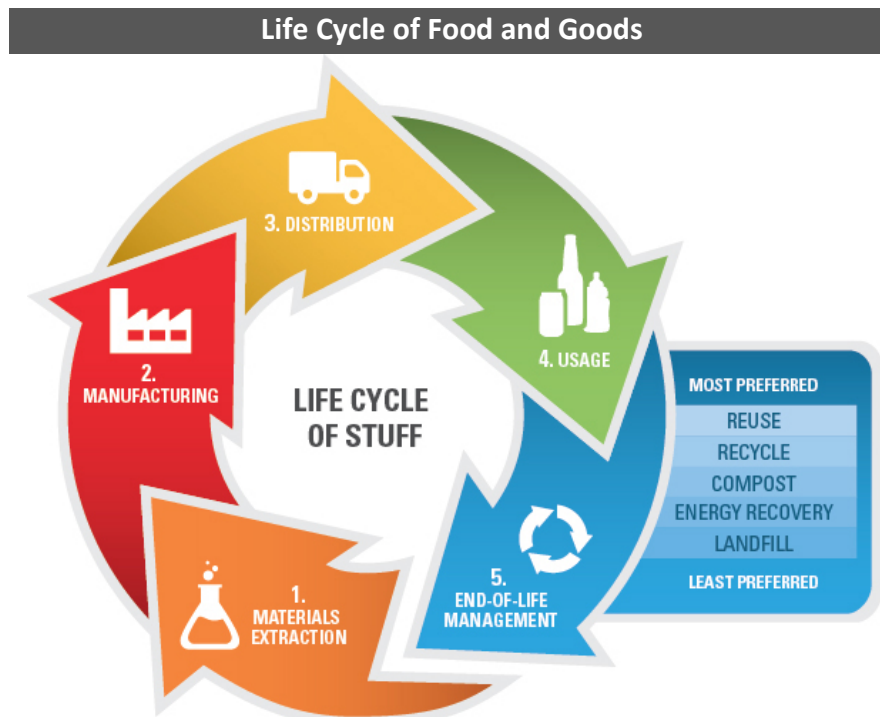 Life Cycle of Food and Goods
3. DISTRIBUTION
4. USAGE
2.
MANUFACTURING
LIFE CYCLE
OF STUFF
MOST PREFERRED
REUSE
RECYCLE
COMPOST
ENERGY RECOVERY
LANDFILL
LEAST PREFERRED
1.
MATERIALS
EXTRACTION
5.
END-OF-LIFE
MANAGEMENT